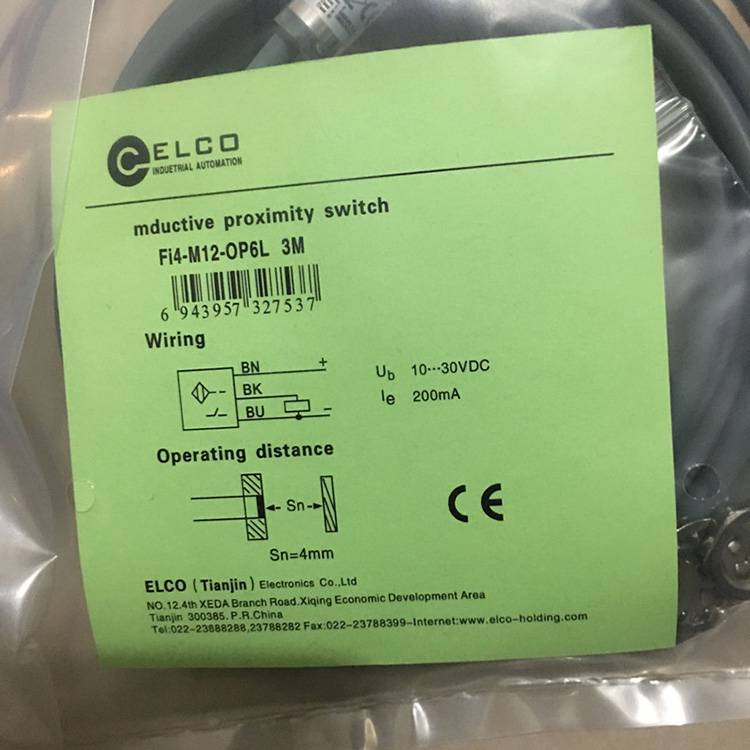 ELCO
INDUETRIAL AUTOMATION
mductive proximity switch
Fi4-M12-OP6L 3M
6 943957 327537
Wiring
BN +
BK
BU -
Ub 10···30VDC
Ie 200mA
Operating distance
Sn
Sn=4mm
CE
ELCO (Tianjin) Electronics Co.,Ltd
NO.12.4th XEDA Branch Road.Xiqing Economic Development Area
Tianjin 300385. P.R.China
Tel:022-23888288,23788282 Fax:022-23788399-Internet:www.elco-holding.com